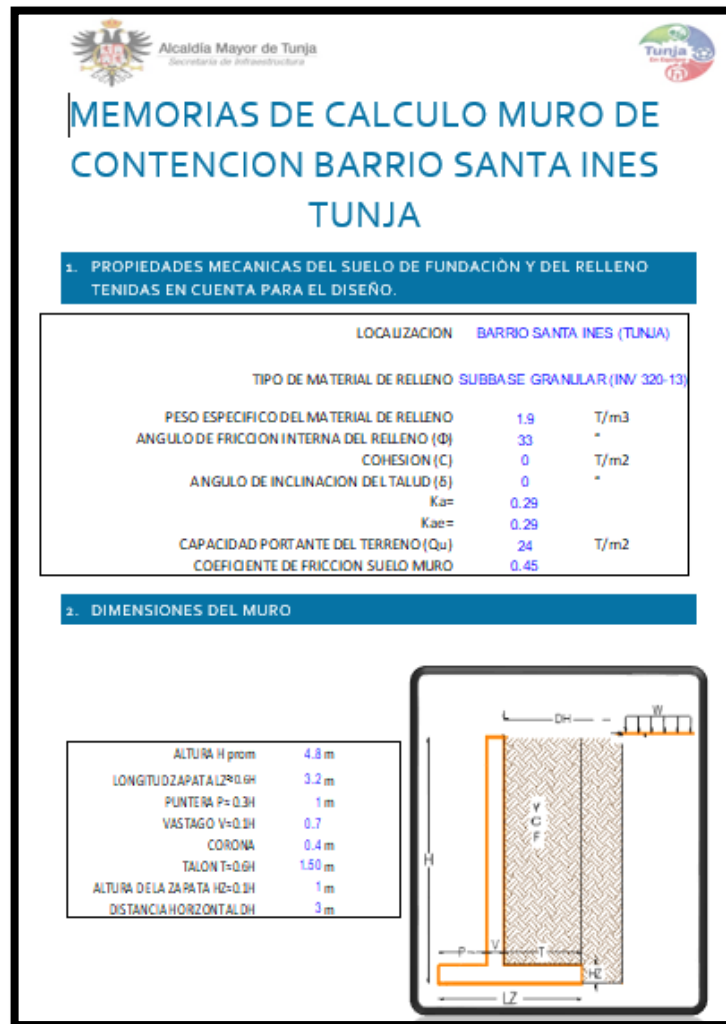 Alcaldía Mayor de Tunja
Secretaría de Infraestructura
Tunja
En Equipo
MEMORIAS DE CALCULO MURO DE
CONTENCION BARRIO SANTA INES
TUNJA
1. PROPIEDADES MECANICAS DEL SUELO DE FUNDACIÒN Y DEL RELLENO
TENIDAS EN CUENTA PARA EL DISEÑO.
LOCALIZACION BARRIO SANTA INES (TUNJA)
TIPO DE MATERIAL DE RELLENO SUBBASE GRANULAR (INV 320-13)
PESO ESPECIFICO DEL MATERIAL DE RELLENO 1.9 T/m3
ANGULO DE FRICCION INTERNA DEL RELLENO (Φ) 33 °
COHESION (C) 0 T/m2
ANGULO DE INCLINACION DEL TALUD (δ) 0 °
Ka= 0.29
Kae= 0.29
CAPACIDAD PORTANTE DEL TERRENO (Qu) 24 T/m2
COEFICIENTE DE FRICCION SUELO MURO 0.45
2. DIMENSIONES DEL MURO
ALTURA H prom 4.8 m
LONGITUD ZAPATA LZ=0.6H 3.2 m
PUNTERA P= 0.3H 1 m
VASTAGO V=0.1H 0.7
CORONA 0.4 m
TALON T=0.6H 1.50 m
ALTURA DE LA ZAPATA HZ=0.1H 1 m
DISTANCIA HORIZONTAL DH 3 m
DH
W
Y
C
F
H
P
V
T
HZ
LZ